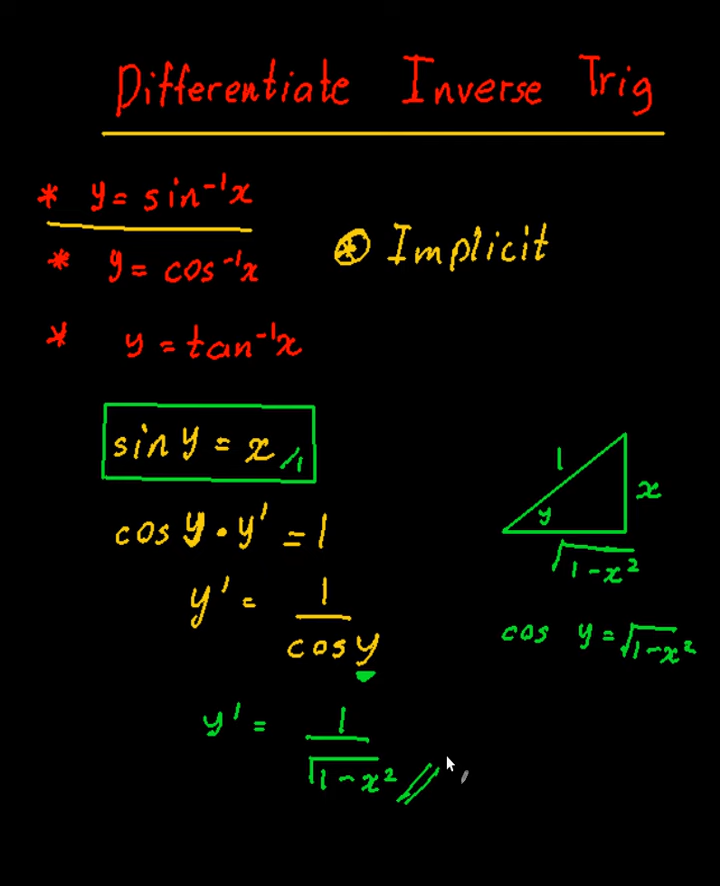 Differentiate Inverse Trig
* y = sin⁻¹x
* y = cos⁻¹x
⊛ Implicit
* y = tan⁻¹x
sin y = x //
cos y · y' = 1
y' = 1/cos y
1
x
y
√(1-x²)
cos y = √(1-x²)
y' = 1/√(1-x²) //